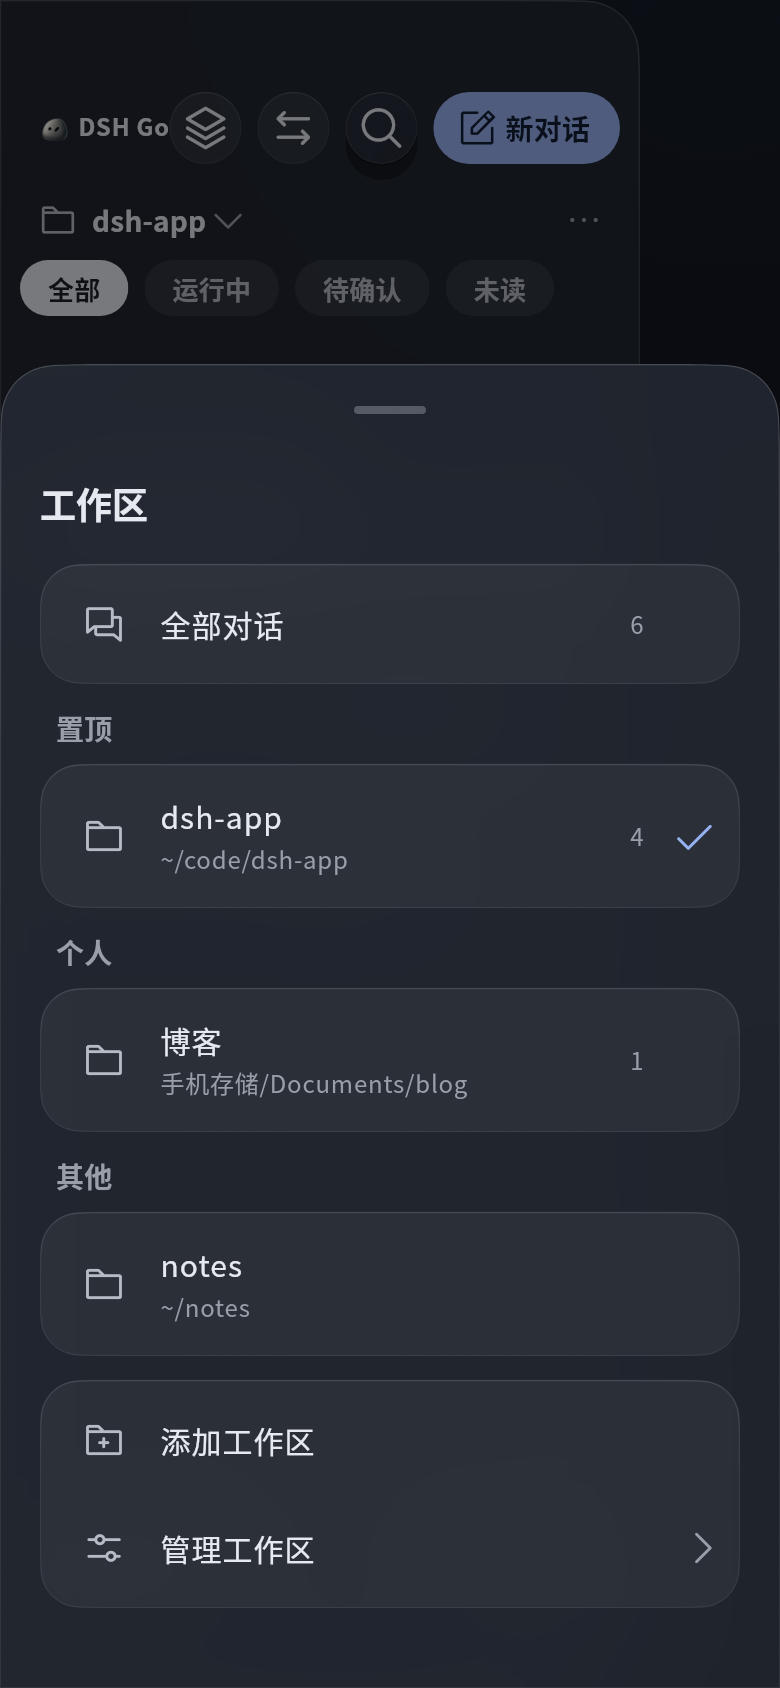 DSH Go
新对话
dsh-app
全部
运行中
待确认
未读
工作区
全部对话
6
置顶
dsh-app
~/code/dsh-app
4
个人
博客
手机存储/Documents/blog
1
其他
notes
~/notes
添加工作区
管理工作区